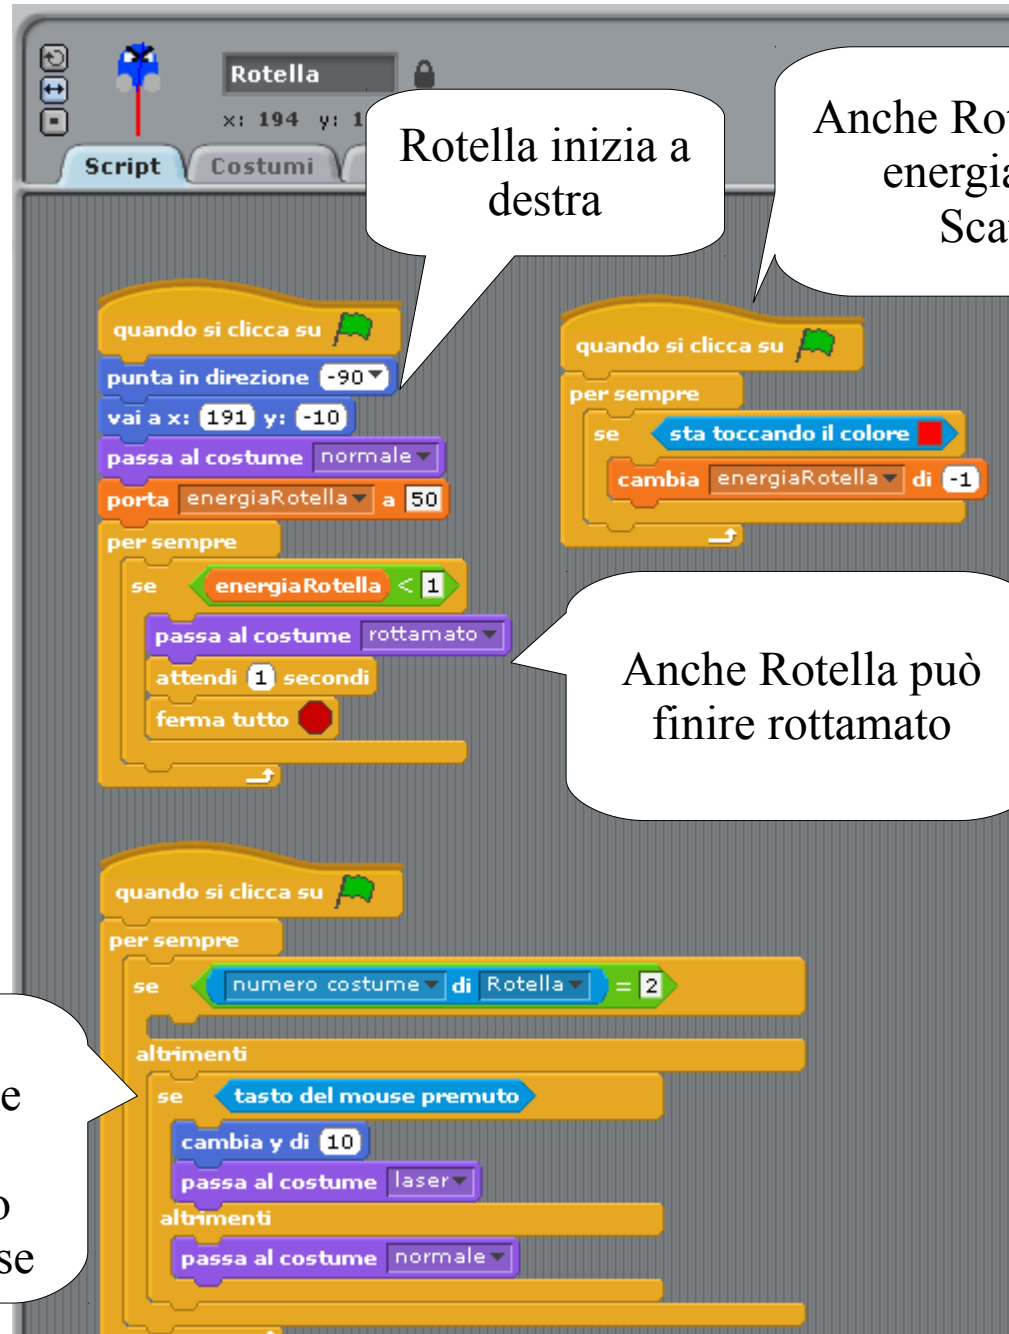 Rotella
x: 194 y: 1
Script Costumi
Rotella inizia a
destra
Anche
energia
quando si clicca su
punta in direzione -90
vai a x: 191 y: -10
passa al costume normale
porta energiaRotella a 50
per sempre
se energiaRotella < 1
passa al costume rottamato
attendi 1 secondi
ferma tutto
quando si clicca su
per sempre
se sta toccando il colore
cambia energiaRotella di -1
Anche Rotella può
finire rottamato
quando si clicca su
per sempre
se numero costume di Rotella = 2
altrimenti
se tasto del mouse premuto
cambia y di 10
passa al costume laser
altrimenti
passa al costume normale